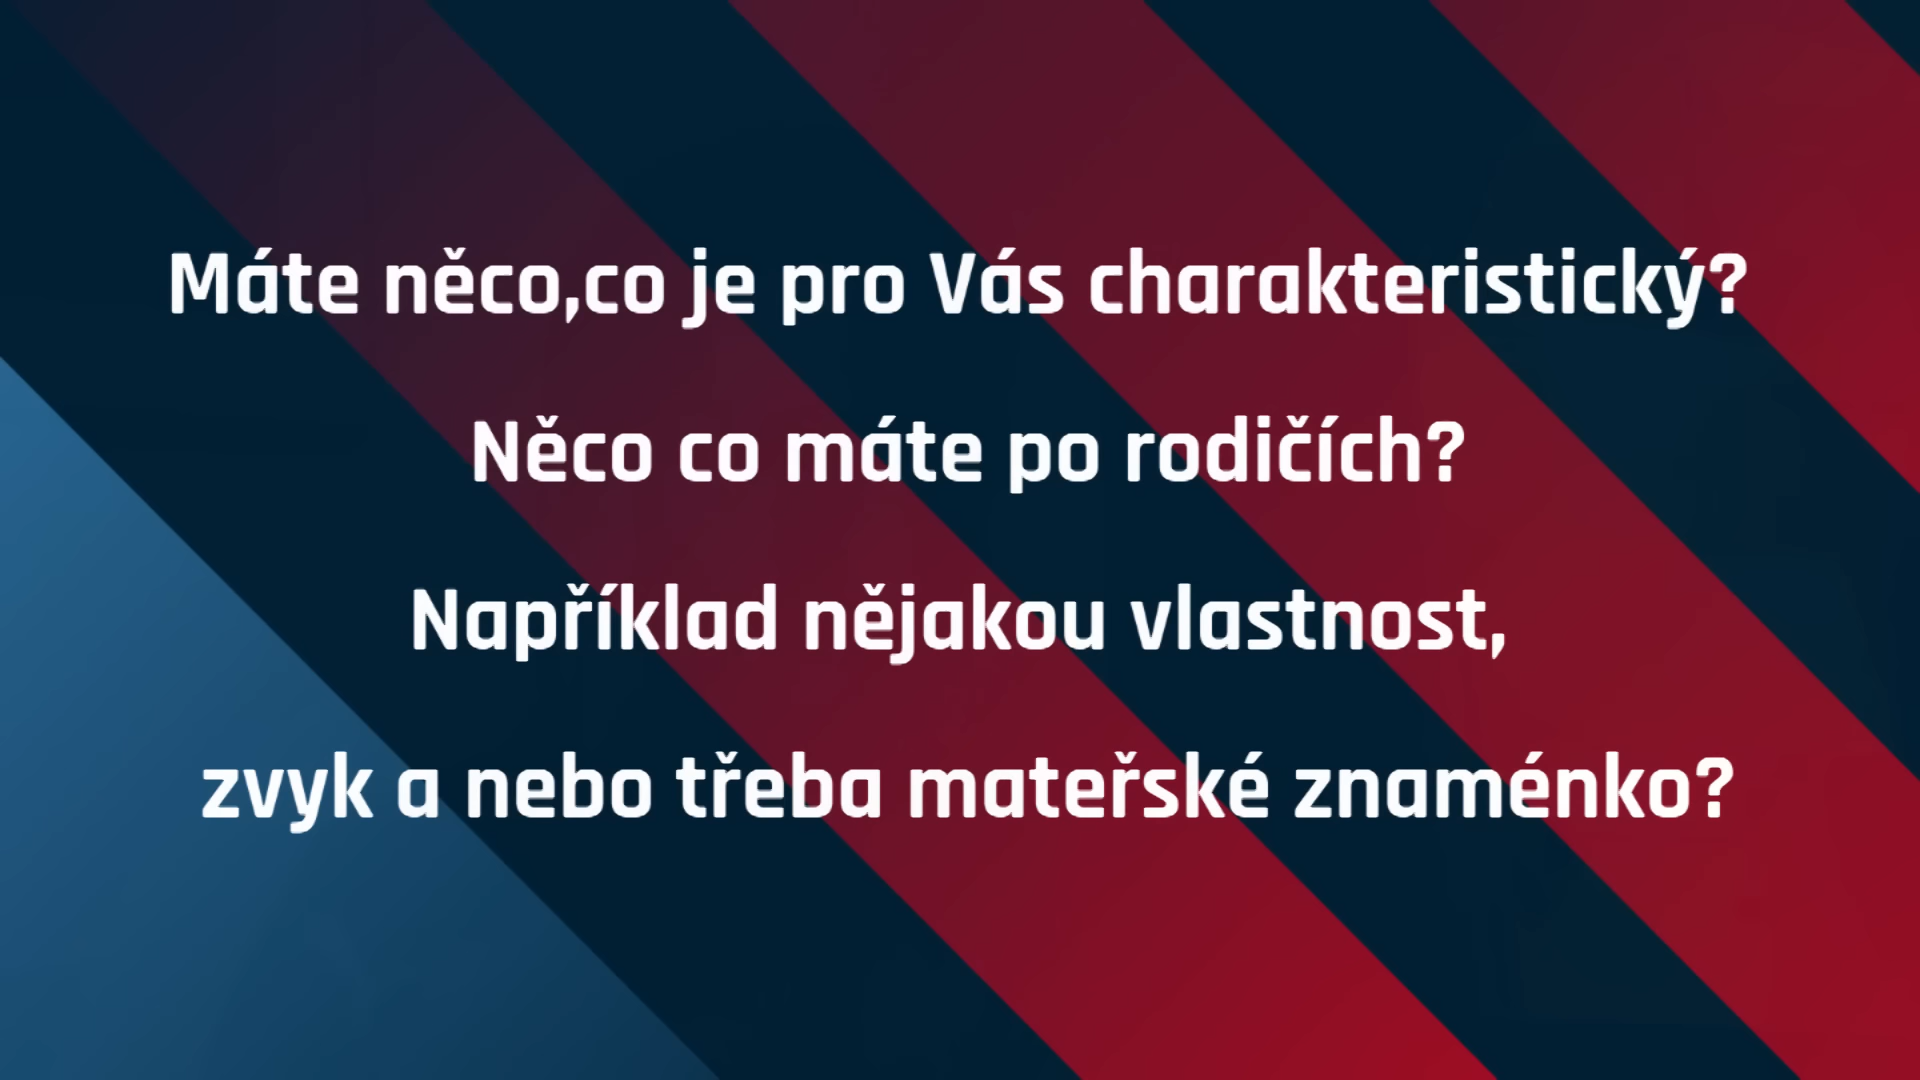 Máte něco,co je pro Vás charakteristický?
Něco co máte po rodičích?
Například nějakou vlastnost,
zvyk a nebo třeba mateřské znaménko?